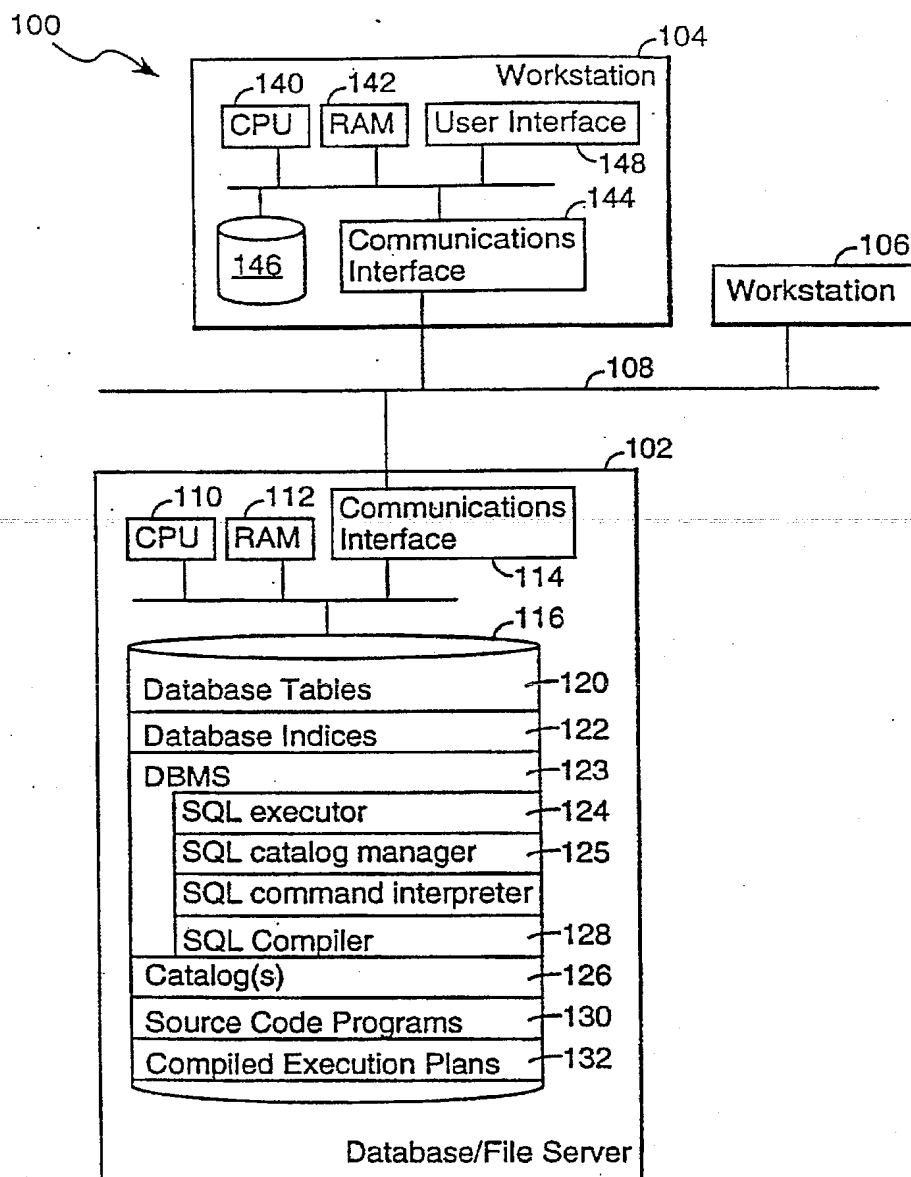 100
104
Workstation
140
142
CPU
RAM
User Interface
148
144
146
Communications
Interface
106
Workstation
108
102
110
112
CPU
RAM
Communications
Interface
114
116
Database Tables
120
Database Indices
122
DBMS
123
SQL executor
124
SQL catalog manager
125
SQL command interpreter
SQL Compiler
128
Catalog(s)
126
Source Code Programs
130
Compiled Execution Plans
132
Database/File Server